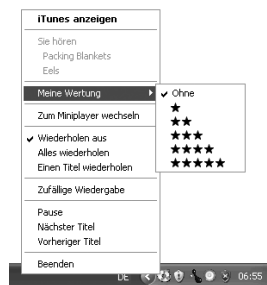 iTunes anzeigen
Sie hören
Packing Blankets
Eels
Meine Wertung
Ohne
★
★★
★★★
★★★★
★★★★★
Zum Miniplayer wechseln
Wiederholen aus
Alles wiederholen
Einen Titel wiederholen
Zufällige Wiedergabe
Pause
Nächster Titel
Vorheriger Titel
Beenden
DE
06:55